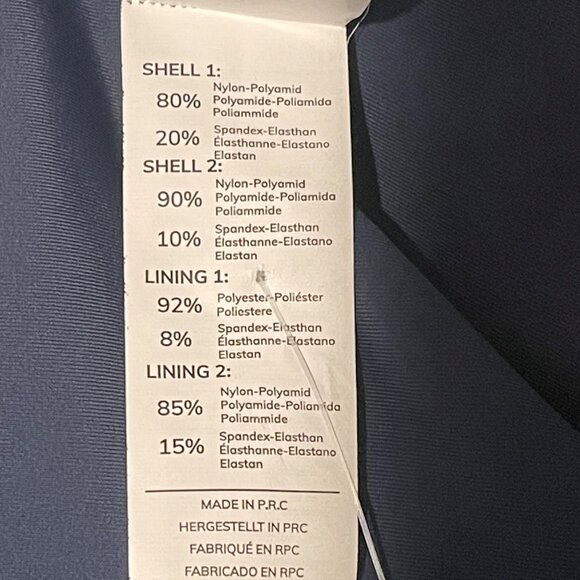 SHELL 1:
80% Nylon-Polyamid
Polyamide-Poliamida
Poliammide
20% Spandex-Elasthan
Élasthanne-Elastano
Elastan
SHELL 2:
90% Nylon-Polyamid
Polyamide-Poliamida
Poliammide
10% Spandex-Elasthan
Élasthanne-Elastano
Elastan
LINING 1:
92% Polyester-Poliéster
Poliestere
8% Spandex-Elasthan
Élasthanne-Elastano
Elastan
LINING 2:
85% Nylon-Polyamid
Polyamide-Poliamida
Poliammide
15% Spandex-Elasthan
Élasthanne-Elastano
Elastan
MADE IN P.R.C
HERGESTELLT IN PRC
FABRIQUÉ EN RPC
FABRICADO EN RPC